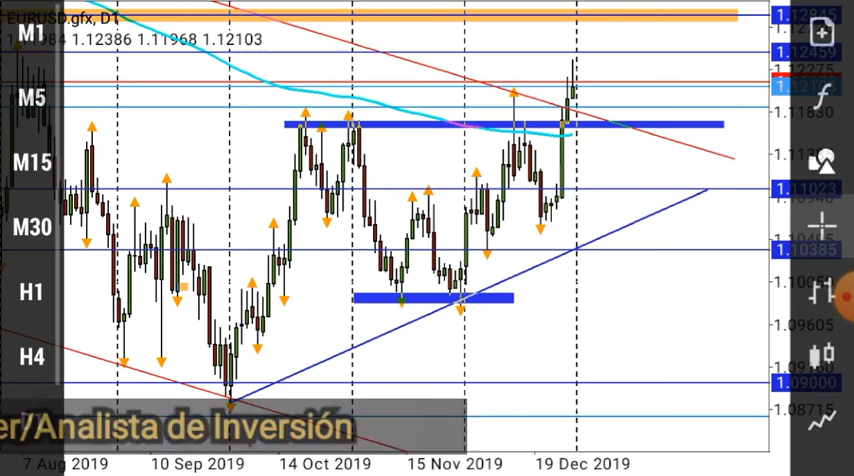 EURUSD.gfx, D1
1.12386 1.11968 1.12103
M1
M5
M15
M30
H1
H4
1.12845
1.12459
1.12275
1.11830
1.11023
1.10385
1.09605
1.09000
1.08715
er/Analista de Inversión
7 Aug 2019 10 Sep 2019 14 Oct 2019 15 Nov 2019 19 Dec 2019